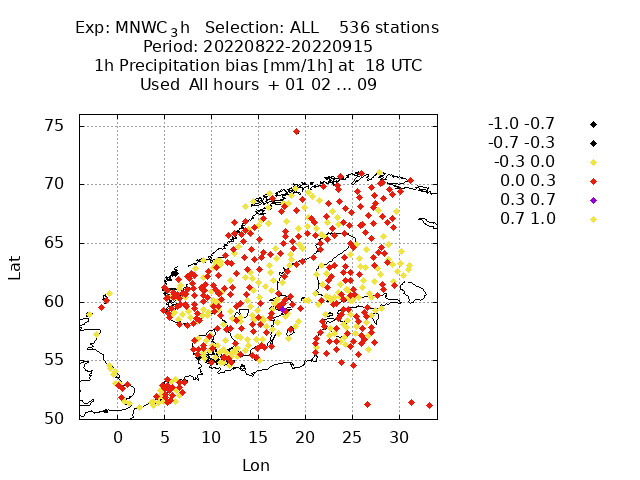 Exp: MNWC_3h Selection: ALL 536 stations
Period: 20220822-20220915
1h Precipitation bias [mm/1h] at 18 UTC
Used All hours + 01 02 ... 09
75
70
65
60
55
50
Lat
0 5 10 15 20 25 30
Lon
-1.0 -0.7
-0.7 -0.3
-0.3 0.0
0.0 0.3
0.3 0.7
0.7 1.0